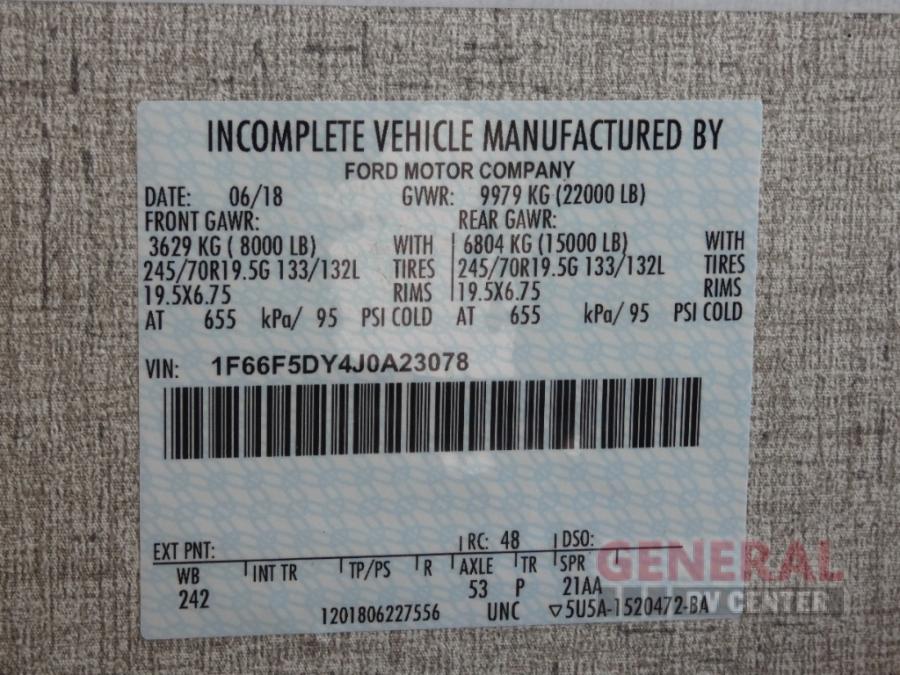 INCOMPLETE VEHICLE MANUFACTURED BY
FORD MOTOR COMPANY
DATE: 06/18 GVWR: 9979 KG (22000 LB)
FRONT GAWR: REAR GAWR:
3629 KG ( 8000 LB) WITH 6804 KG (15000 LB) WITH
245/70R19.5G 133/132L TIRES 245/70R19.5G 133/132L TIRES
19.5X6.75 RIMS 19.5X6.75 RIMS
AT 655 kPa/ 95 PSI COLD AT 655 kPa/ 95 PSI COLD
VIN: 1F66F5DY4J0A23078
EXT PNT: RC: 48 DSO:
WB INT TR TP/PS R AXLE TR SPR
242 53 P 21AA
1201806227556 UNC ▽5U5A-1520472-BA
GENERAL
RV CENTER